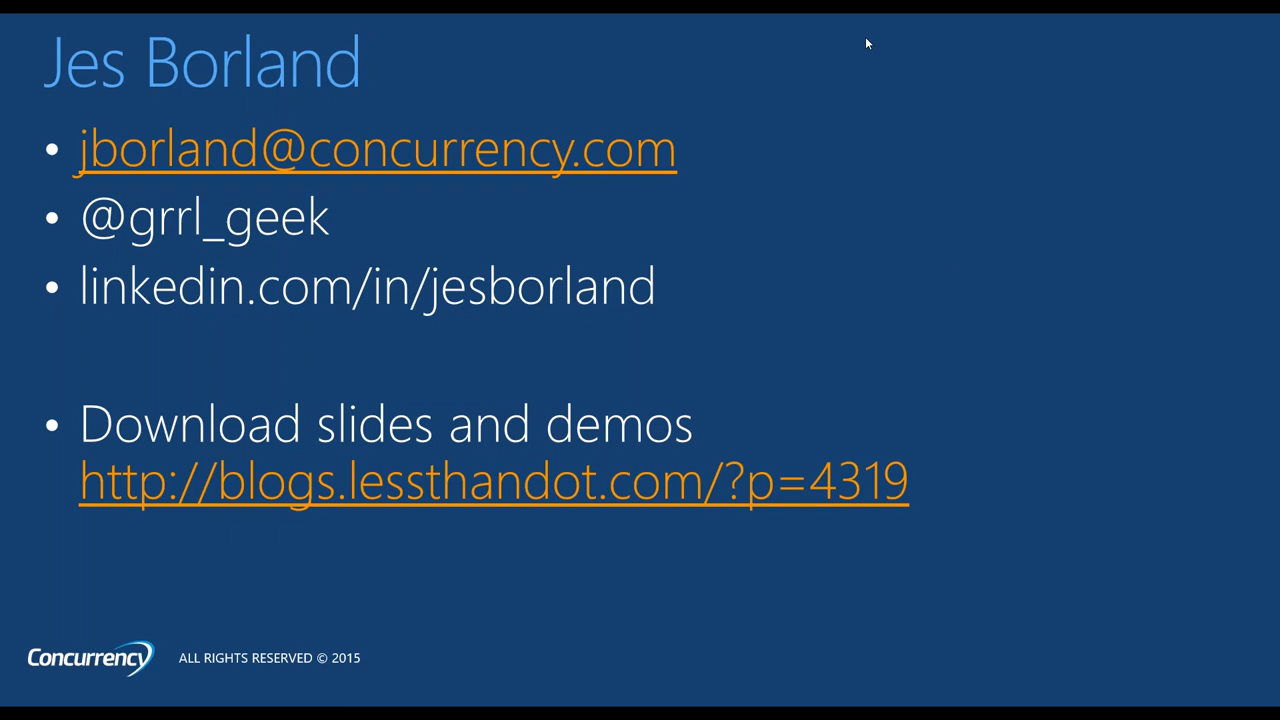 Jes Borland
• jborland@concurrency.com
• @grrl_geek
• linkedin.com/in/jesborland
• Download slides and demos
http://blogs.lessthandot.com/?p=4319
Concurrency ALL RIGHTS RESERVED © 2015